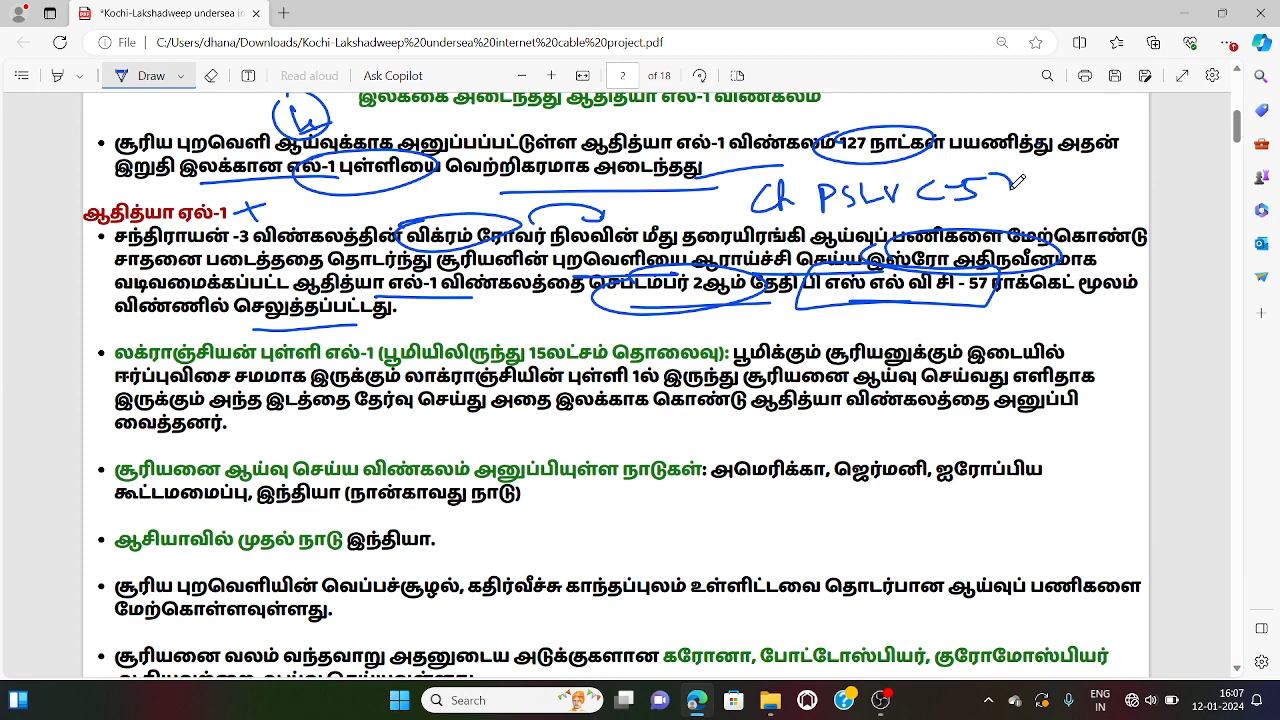 *Kochi-Lakshadweep undersea in
File C:/Users/dhana/Kochi-Lakshadweep%20undersea%20internet%20cable%20project.pdf
Draw Read aloud Ask Copilot 2 of 18
இலக்கை அடைந்தது ஆதித்யா எல்-1 விண்கலம்
• சூரிய புறவெளி ஆய்வுக்காக அனுப்பப்பட்டுள்ள ஆதித்யா எல்-1 விண்கலம் 127 நாட்கள் பயணித்து அதன்
இறுதி இலக்கான எல்-1 புள்ளியை வெற்றிகரமாக அடைந்தது
Ch PSLV C-57
ஆதித்யா ஏல்-1
• சந்திராயன் -3 விண்கலத்தின் விக்ரம் ரோவர் நிலவின் மீது தரையிரங்கி ஆய்வுப் பணிகளை மேற்கொண்டு
சாதனை படைத்ததை தொடர்ந்து சூரியனின் புறவெளியை ஆராய்ச்சி செய்ய இஸ்ரோ அதிநவீனமாக
வடிவமைக்கப்பட்ட ஆதித்யா எல்-1 விண்கலத்தை செப்டம்பர் 2ஆம் தேதி பி எஸ் எல் வி சி - 57 ராக்கெட் மூலம்
விண்ணில் செலுத்தப்பட்டது.
• லக்ராஞ்சியன் புள்ளி எல்-1 (பூமியிலிருந்து 15லட்சம் தொலைவு): பூமிக்கும் சூரியனுக்கும் இடையில்
ஈர்ப்புவிசை சமமாக இருக்கும் லாக்ராஞ்சியின் புள்ளி 1ல் இருந்து சூரியனை ஆய்வு செய்வது எளிதாக
இருக்கும் அந்த இடத்தை தேர்வு செய்து அதை இலக்காக கொண்டு ஆதித்யா விண்கலத்தை அனுப்பி
வைத்தனர்.
• சூரியனை ஆய்வு செய்ய விண்கலம் அனுப்பியுள்ள நாடுகள்: அமெரிக்கா, ஜெர்மனி, ஐரோப்பிய
கூட்டமமைப்பு, இந்தியா (நான்காவது நாடு)
• ஆசியாவில் முதல் நாடு இந்தியா.
• சூரிய புறவெளியின் வெப்பச்சூழல், கதிர்வீச்சு காந்தப்புலம் உள்ளிட்டவை தொடர்பான ஆய்வுப் பணிகளை
மேற்கொள்ளவுள்ளது.
• சூரியனை வலம் வந்தவாறு அதனுடைய அடுக்குகளான கரோனா, போட்டோஸ்பியர், குரோமோஸ்பியர்
Search ENG 16:07
IN 12-01-2024